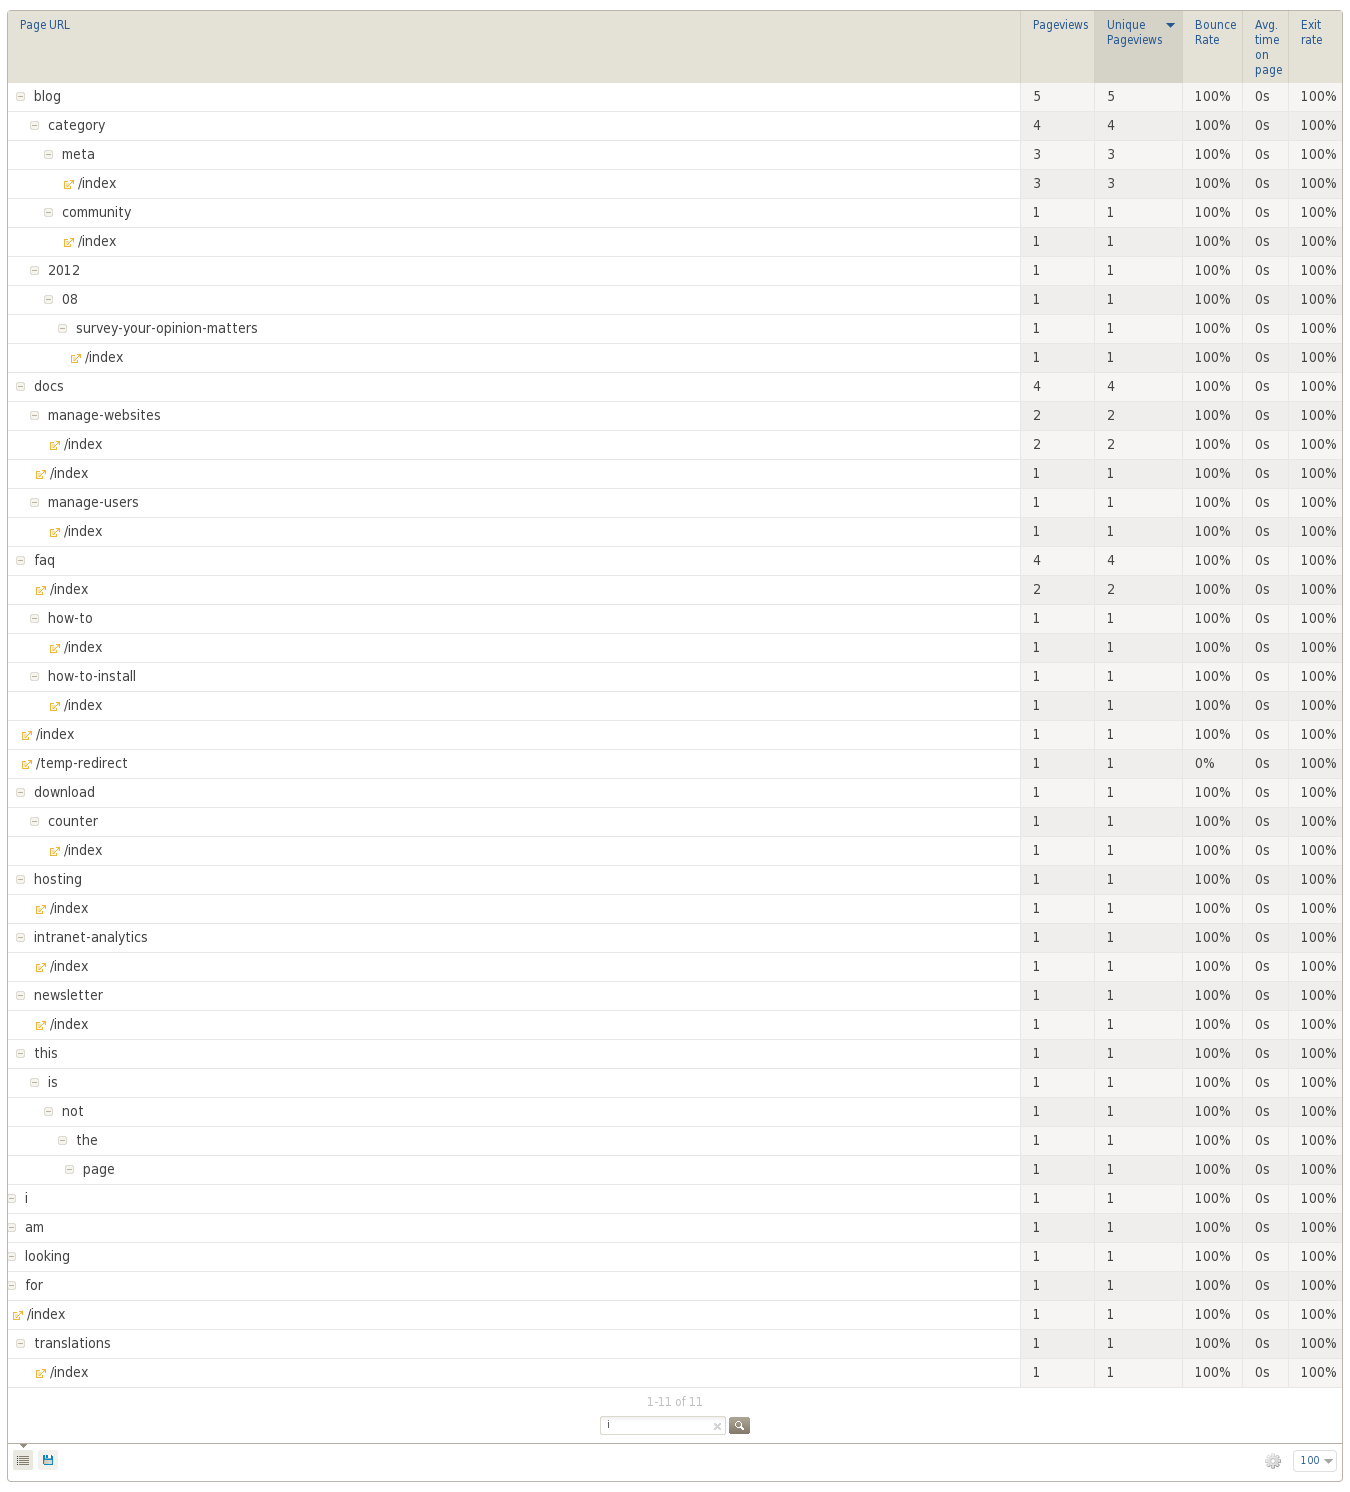 Page URL Pageviews Unique Pageviews Bounce Rate Avg. time on page Exit rate
blog 5 5 100% 0s 100%
category 4 4 100% 0s 100%
meta 3 3 100% 0s 100%
/index 3 3 100% 0s 100%
community 1 1 100% 0s 100%
/index 1 1 100% 0s 100%
2012 1 1 100% 0s 100%
08 1 1 100% 0s 100%
survey-your-opinion-matters 1 1 100% 0s 100%
/index 1 1 100% 0s 100%
docs 4 4 100% 0s 100%
manage-websites 2 2 100% 0s 100%
/index 2 2 100% 0s 100%
/index 1 1 100% 0s 100%
manage-users 1 1 100% 0s 100%
/index 1 1 100% 0s 100%
faq 4 4 100% 0s 100%
/index 2 2 100% 0s 100%
how-to 1 1 100% 0s 100%
/index 1 1 100% 0s 100%
how-to-install 1 1 100% 0s 100%
/index 1 1 100% 0s 100%
/index 1 1 100% 0s 100%
/temp-redirect 1 1 0% 0s 100%
download 1 1 100% 0s 100%
counter 1 1 100% 0s 100%
/index 1 1 100% 0s 100%
hosting 1 1 100% 0s 100%
/index 1 1 100% 0s 100%
intranet-analytics 1 1 100% 0s 100%
/index 1 1 100% 0s 100%
newsletter 1 1 100% 0s 100%
/index 1 1 100% 0s 100%
this 1 1 100% 0s 100%
is 1 1 100% 0s 100%
not 1 1 100% 0s 100%
the 1 1 100% 0s 100%
page 1 1 100% 0s 100%
i 1 1 100% 0s 100%
am 1 1 100% 0s 100%
looking 1 1 100% 0s 100%
for 1 1 100% 0s 100%
/index 1 1 100% 0s 100%
translations 1 1 100% 0s 100%
/index 1 1 100% 0s 100%
1-11 of 11
i
100